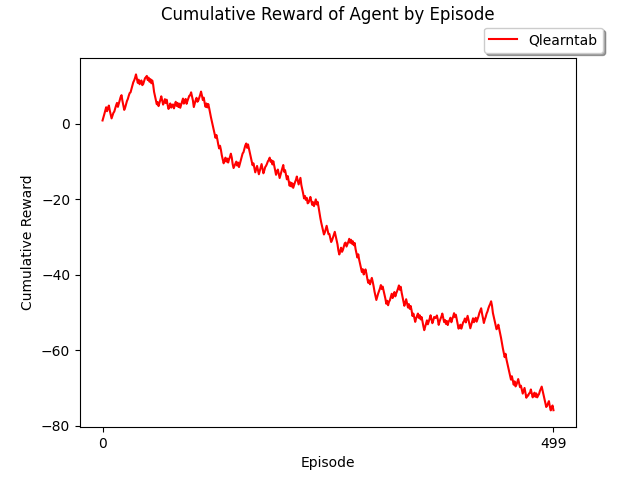 Cumulative Reward of Agent by Episode
Qlearntab
Cumulative Reward
0
−20
−40
−60
−80
0
499
Episode